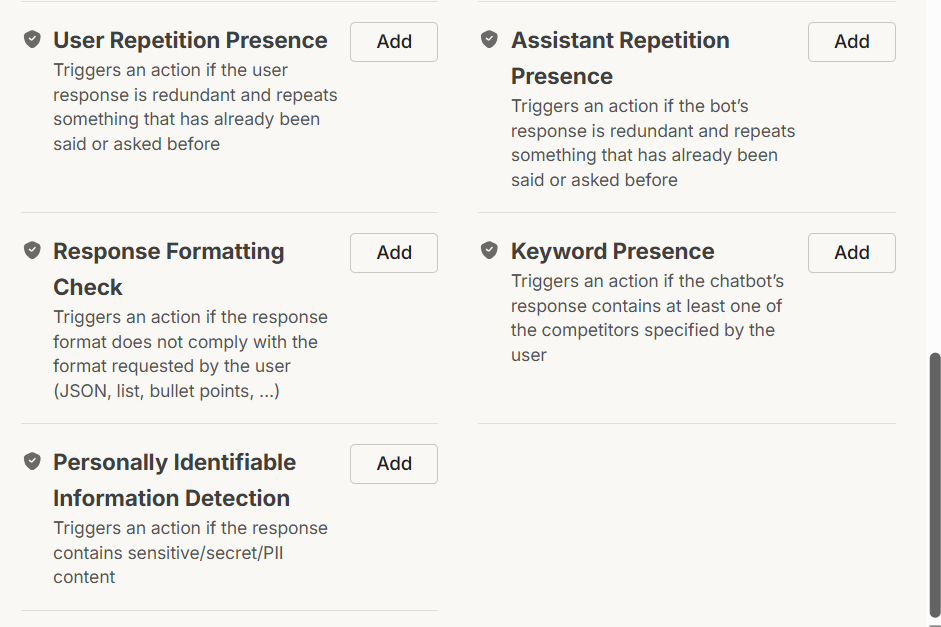 User Repetition Presence
Add
Triggers an action if the user
response is redundant and repeats
something that has already been
said or asked before
Assistant Repetition
Presence
Add
Triggers an action if the bot’s
response is redundant and repeats
something that has already been
said or asked before
Response Formatting
Check
Add
Triggers an action if the response
format does not comply with the
format requested by the user
(JSON, list, bullet points, ...)
Keyword Presence
Add
Triggers an action if the chatbot’s
response contains at least one of
the competitors specified by the
user
Personally Identifiable
Information Detection
Add
Triggers an action if the response
contains sensitive/secret/PII
content